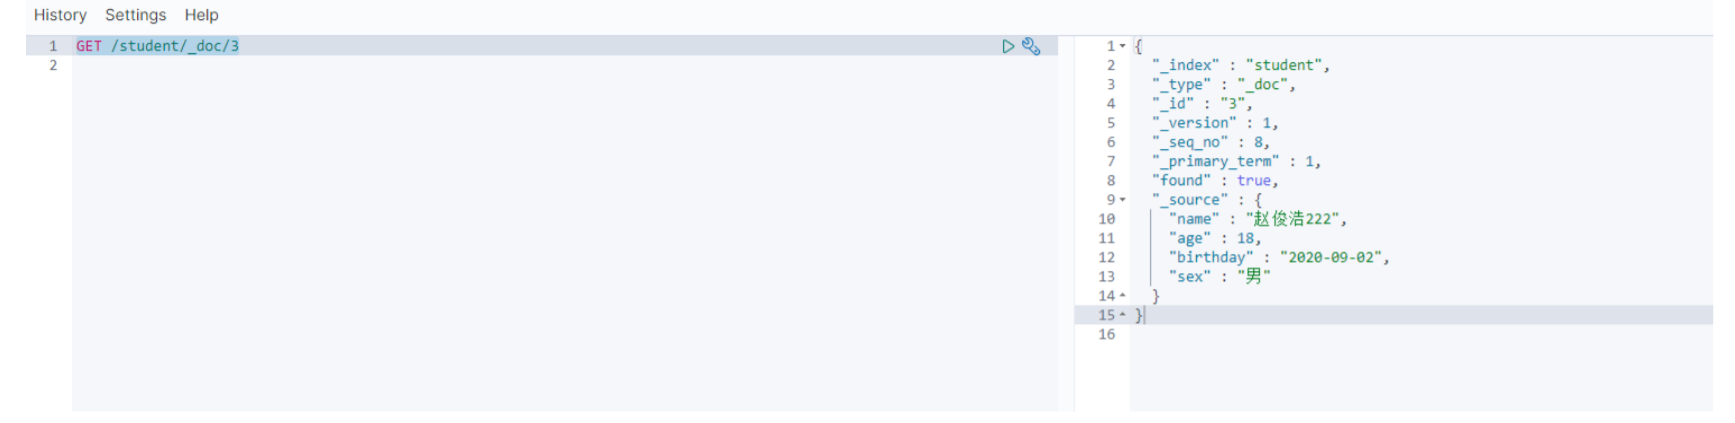 History Settings Help
1 GET /student/_doc/3
2
1 {
2 "_index" : "student",
3 "_type" : "_doc",
4 "_id" : "3",
5 "_version" : 1,
6 "_seq_no" : 8,
7 "_primary_term" : 1,
8 "found" : true,
9 "_source" : {
10 "name" : "赵俊浩222",
11 "age" : 18,
12 "birthday" : "2020-09-02",
13 "sex" : "男"
14 }
15 }
16